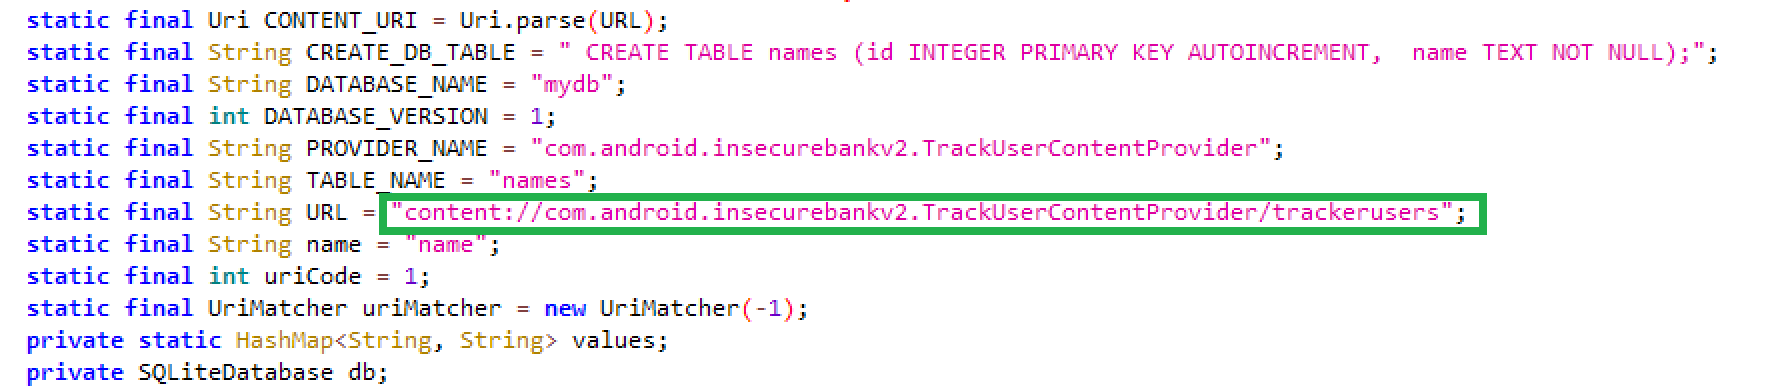 static final Uri CONTENT_URI = Uri.parse(URL);
static final String CREATE_DB_TABLE = " CREATE TABLE names (id INTEGER PRIMARY KEY AUTOINCREMENT,  name TEXT NOT NULL);";
static final String DATABASE_NAME = "mydb";
static final int DATABASE_VERSION = 1;
static final String PROVIDER_NAME = "com.android.insecurebankv2.TrackUserContentProvider";
static final String TABLE_NAME = "names";
static final String URL = "content://com.android.insecurebankv2.TrackUserContentProvider/trackerusers";
static final String name = "name";
static final int uriCode = 1;
static final UriMatcher uriMatcher = new UriMatcher(-1);
private static HashMap<String, String> values;
private SQLiteDatabase db;